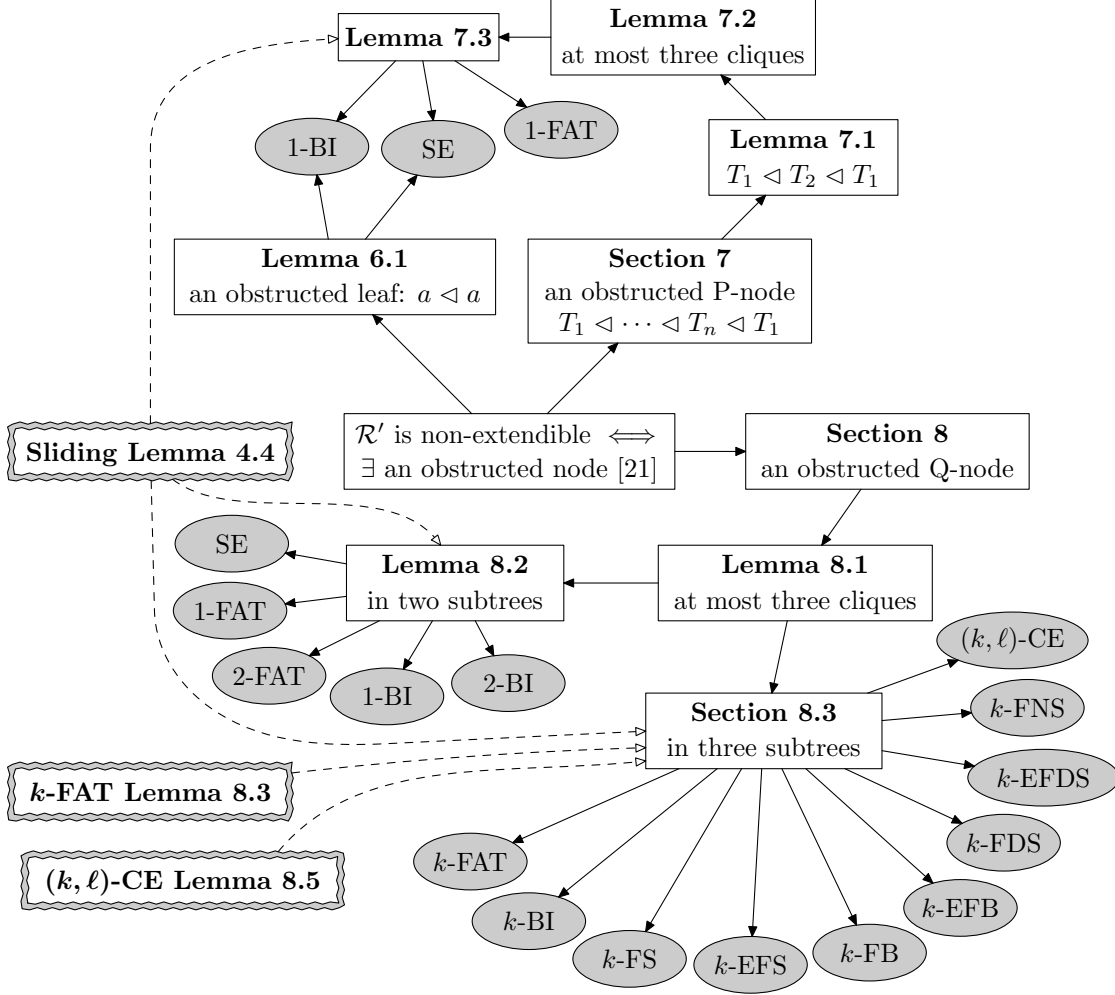 Lemma 7.2
at most three cliques
Lemma 7.3
1-BI
SE
1-FAT
Lemma 7.1
T₁ ◁ T₂ ◁ T₁
Lemma 6.1
an obstructed leaf: a ◁ a
Section 7
an obstructed P-node
T₁ ◁ ⋯ ◁ Tₙ ◁ T₁
Sliding Lemma 4.4
ℛ′ is non-extendible ⟺
∃ an obstructed node [21]
Section 8
an obstructed Q-node
SE
1-FAT
2-FAT
1-BI
2-BI
Lemma 8.2
in two subtrees
Lemma 8.1
at most three cliques
(k, ℓ)-CE
k-FNS
k-EFDS
k-FDS
k-EFB
k-FB
k-EFS
k-FS
k-BI
k-FAT
Section 8.3
in three subtrees
k-FAT Lemma 8.3
(k, ℓ)-CE Lemma 8.5